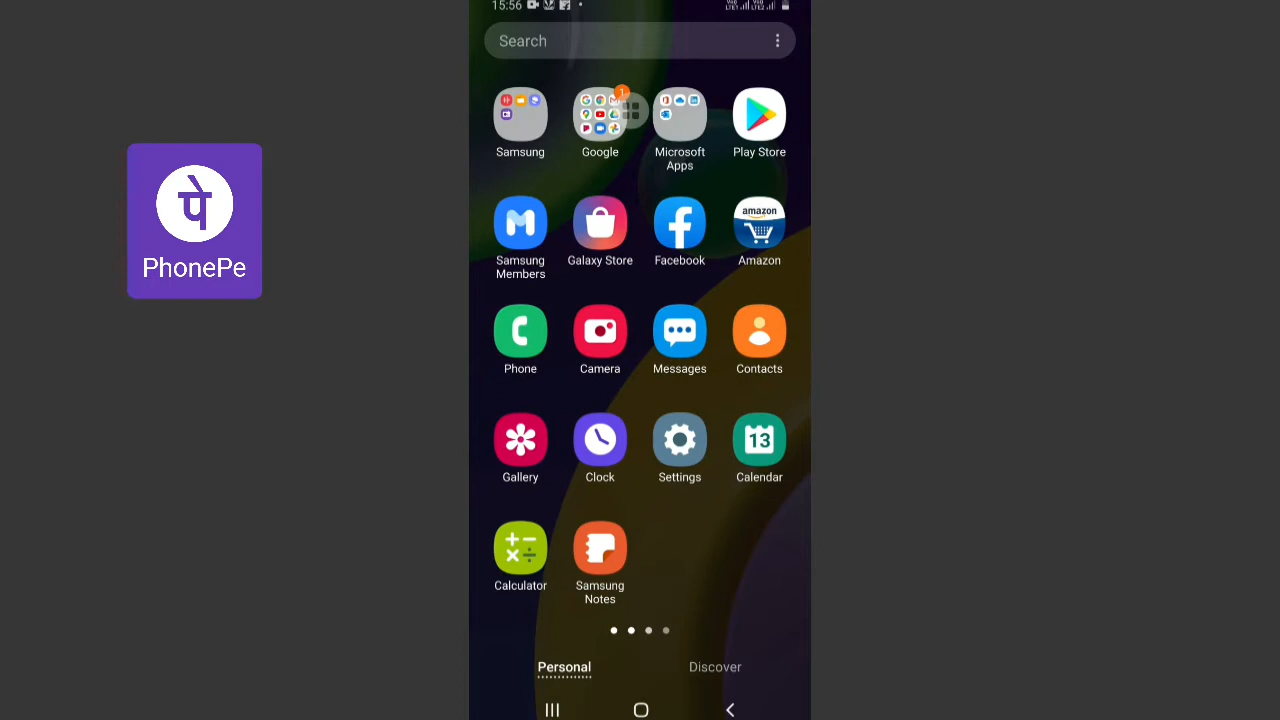 15:56
Search
1
Samsung
Google
Microsoft
Apps
Play Store
पे
PhonePe
amazon
Samsung
Members
Galaxy Store
Facebook
Amazon
Phone
Camera
Messages
Contacts
13
Gallery
Clock
Settings
Calendar
Calculator
Samsung
Notes
Personal
Discover